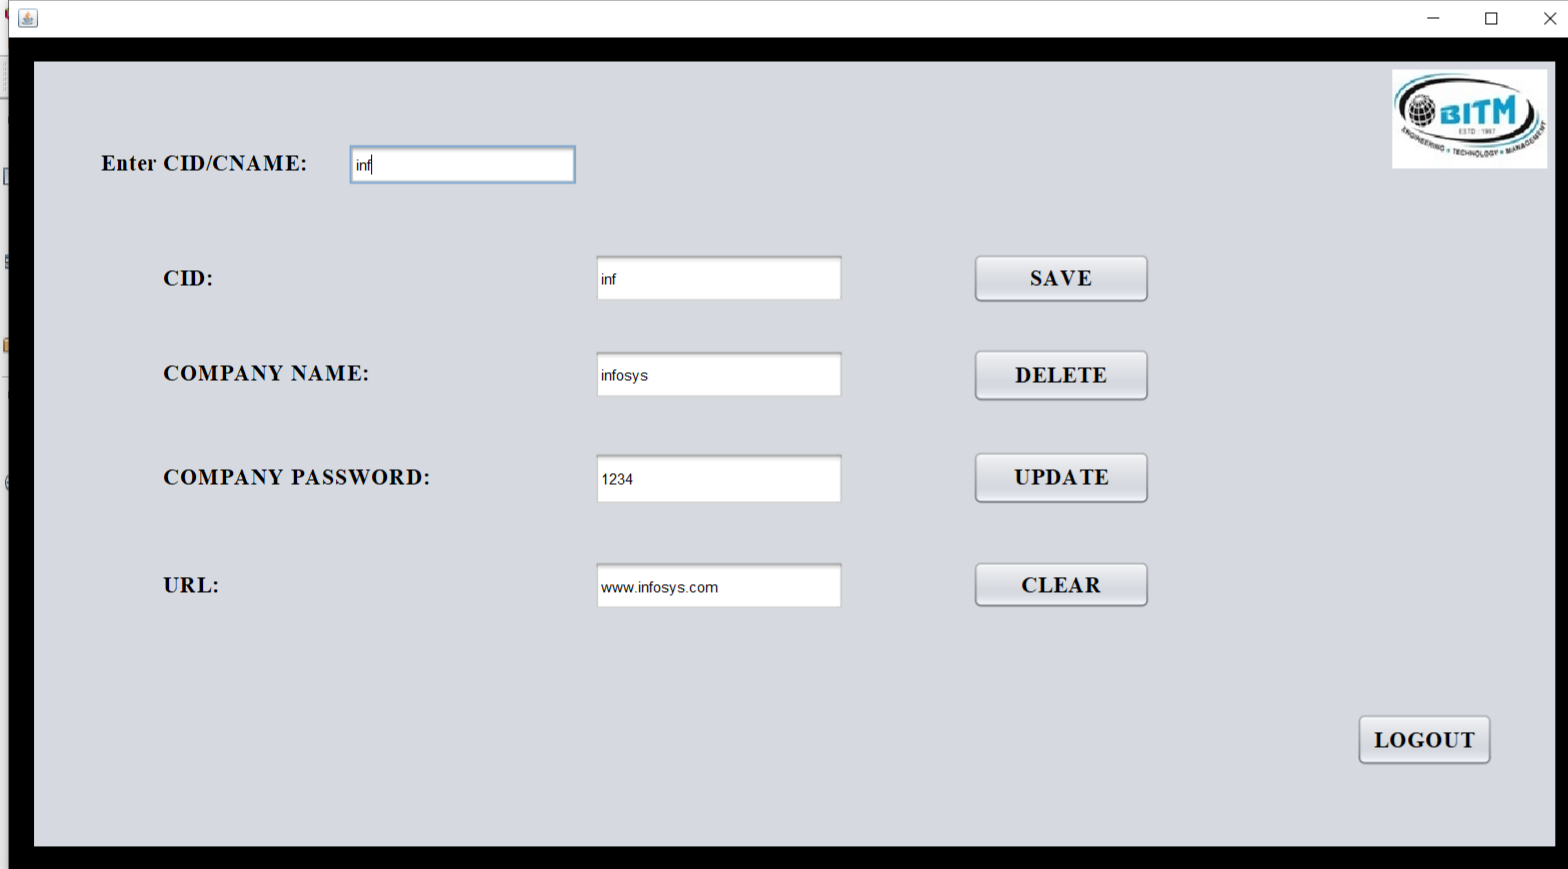 BITM
ESTD : 1997
ENGINEERING • TECHNOLOGY • MANAGEMENT
Enter CID/CNAME: inf
CID: inf SAVE
COMPANY NAME: infosys DELETE
COMPANY PASSWORD: 1234 UPDATE
URL: www.infosys.com CLEAR
LOGOUT